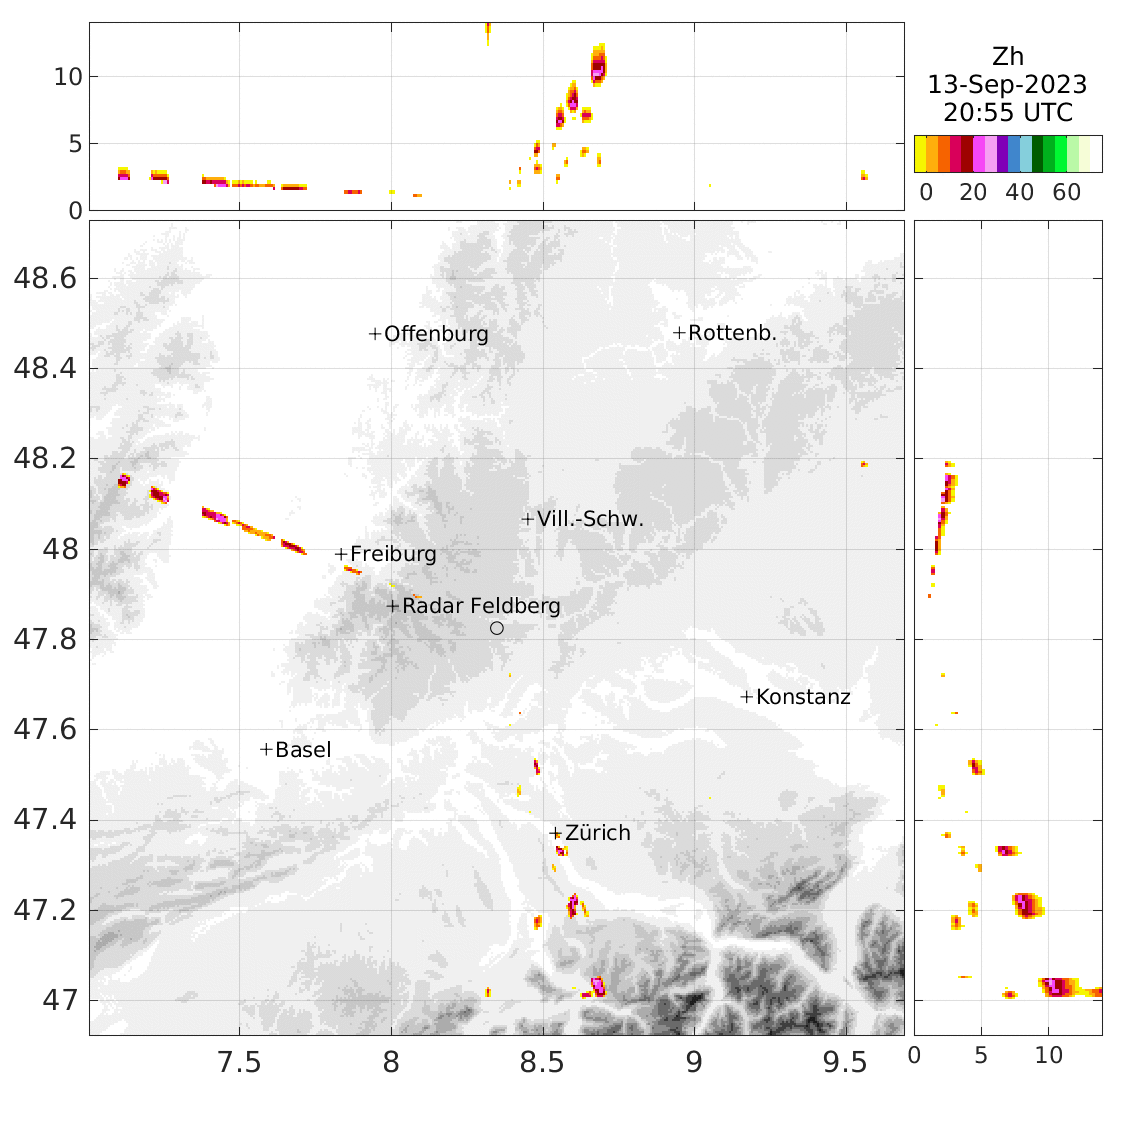 Zh
13-Sep-2023
20:55 UTC
0 20 40 60
10
5
0
48.6
48.4
48.2
48
47.8
47.6
47.4
47.2
47
Offenburg
Rottenb.
Vill.-Schw.
Freiburg
Radar Feldberg
Konstanz
Basel
Zürich
7.5 8 8.5 9 9.5
0 5 10